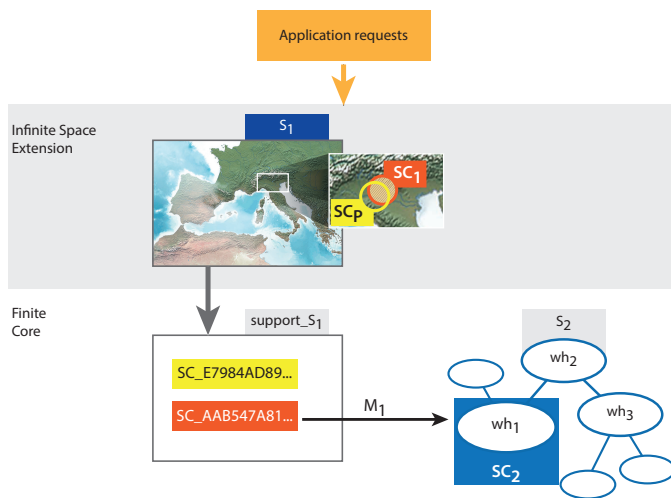 Application requests
Infinite Space
Extension
S1
SC1
SCP
Finite
Core
support_S1
S2
SC_E7984AD89...
SC_AAB547A81...
M1
wh2
wh1
wh3
SC2